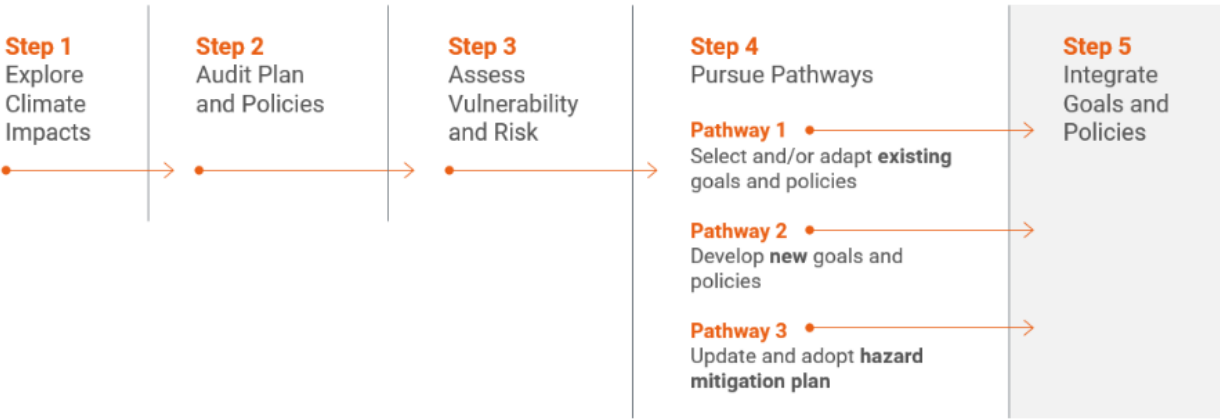 Step 1
Explore
Climate
Impacts
Step 2
Audit Plan
and Policies
Step 3
Assess
Vulnerability
and Risk
Step 4
Pursue Pathways
Pathway 1
Select and/or adapt existing
goals and policies
Pathway 2
Develop new goals and
policies
Pathway 3
Update and adopt hazard
mitigation plan
Step 5
Integrate
Goals and
Policies